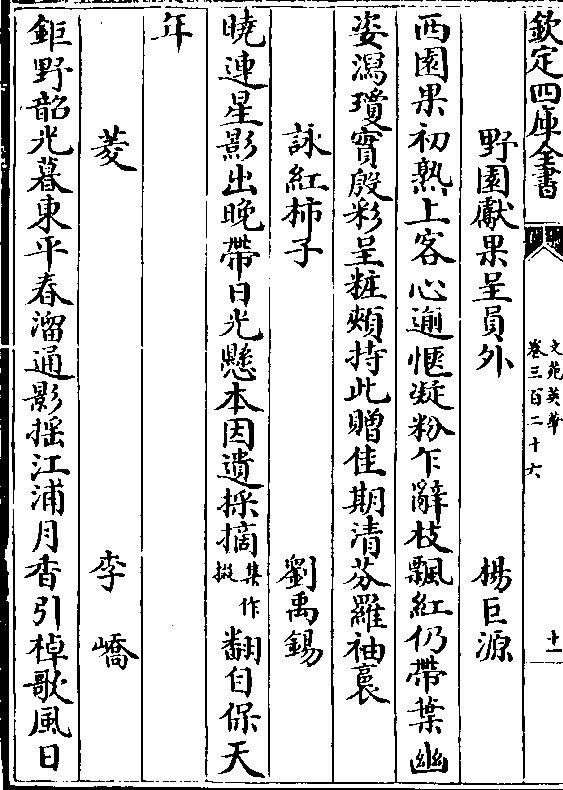 欽定四庫全書
文苑英華
卷三百二十六
十一
野園獻果呈員外　楊巨源
西園果初熟上客心逾愜凝粉乍辭枝飄紅仍帶葉幽
姿瀉瓊實殷彩呈粧頰持此贈佳期清芬羅袖裛
詠紅柿子　劉禹錫
曉連星影出晚帶日光懸本因遺採摘集作掇翻自保天
年
菱　李嶠
鉅野韶光暮東平春溜通影搖江浦月香引棹歌風日